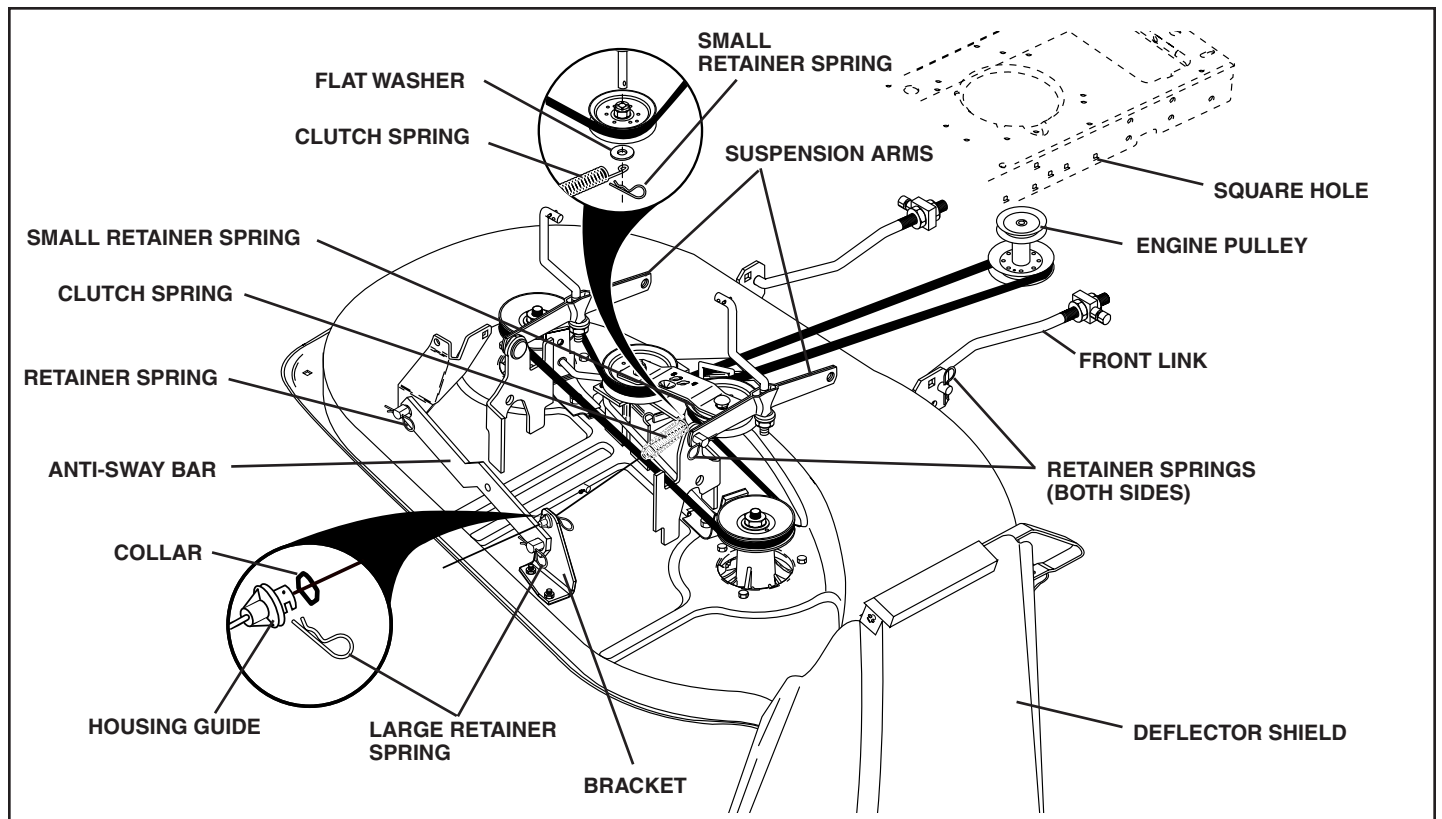 SMALL
RETAINER SPRING
FLAT WASHER
CLUTCH SPRING
SUSPENSION ARMS
SQUARE HOLE
ENGINE PULLEY
SMALL RETAINER SPRING
CLUTCH SPRING
FRONT LINK
RETAINER SPRING
ANTI-SWAY BAR
RETAINER SPRINGS
(BOTH SIDES)
COLLAR
HOUSING GUIDE
LARGE RETAINER
SPRING
DEFLECTOR SHIELD
BRACKET